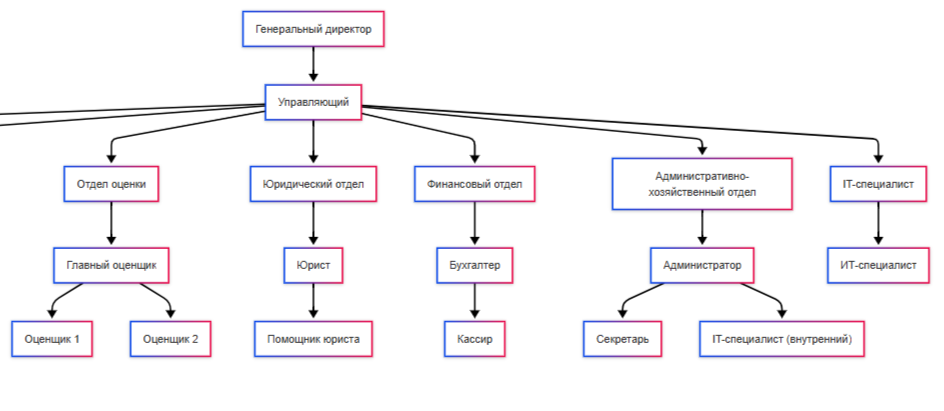 Генеральный директор
Управляющий
Отдел оценки
Юридический отдел
Финансовый отдел
Административно-
хозяйственный отдел
IT-специалист
Главный оценщик
Юрист
Бухгалтер
Администратор
ИТ-специалист
Оценщик 1
Оценщик 2
Помощник юриста
Кассир
Секретарь
IT-специалист (внутренний)